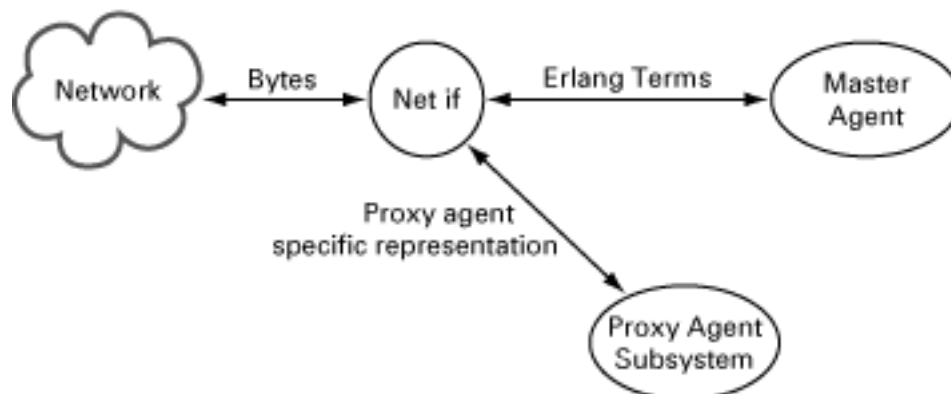 Network
Bytes
Net if
Erlang Terms
Master
Agent
Proxy agent
specific representation
Proxy Agent
Subsystem